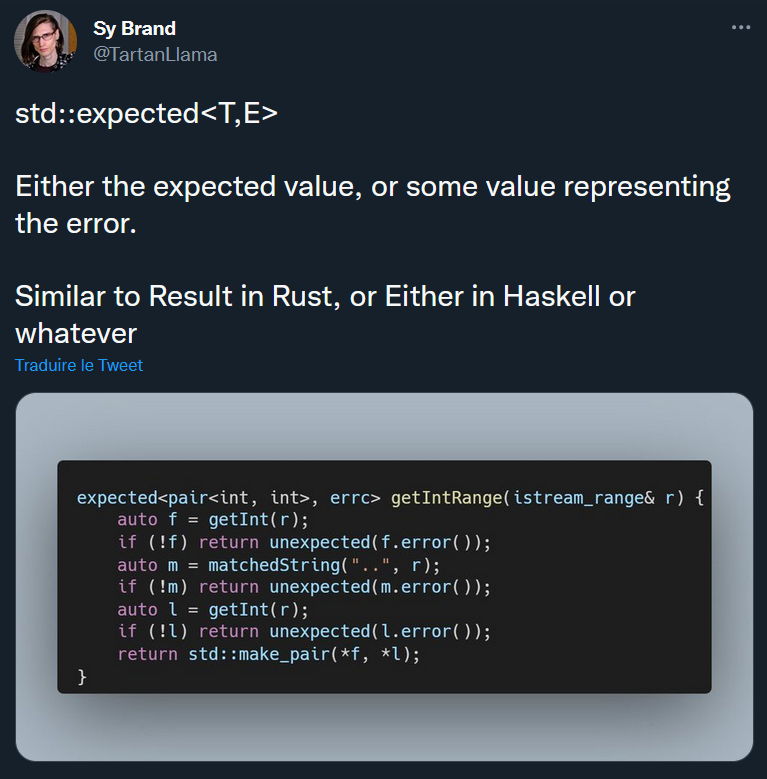 Sy Brand
@TartanLlama
std::expected<T,E>
Either the expected value, or some value representing
the error.
Similar to Result in Rust, or Either in Haskell or
whatever
Traduire le Tweet
expected<pair<int, int>, errc> getIntRange(istream_range& r) {
    auto f = getInt(r);
    if (!f) return unexpected(f.error());
    auto m = matchedString("..", r);
    if (!m) return unexpected(m.error());
    auto l = getInt(r);
    if (!l) return unexpected(l.error());
    return std::make_pair(*f, *l);
}